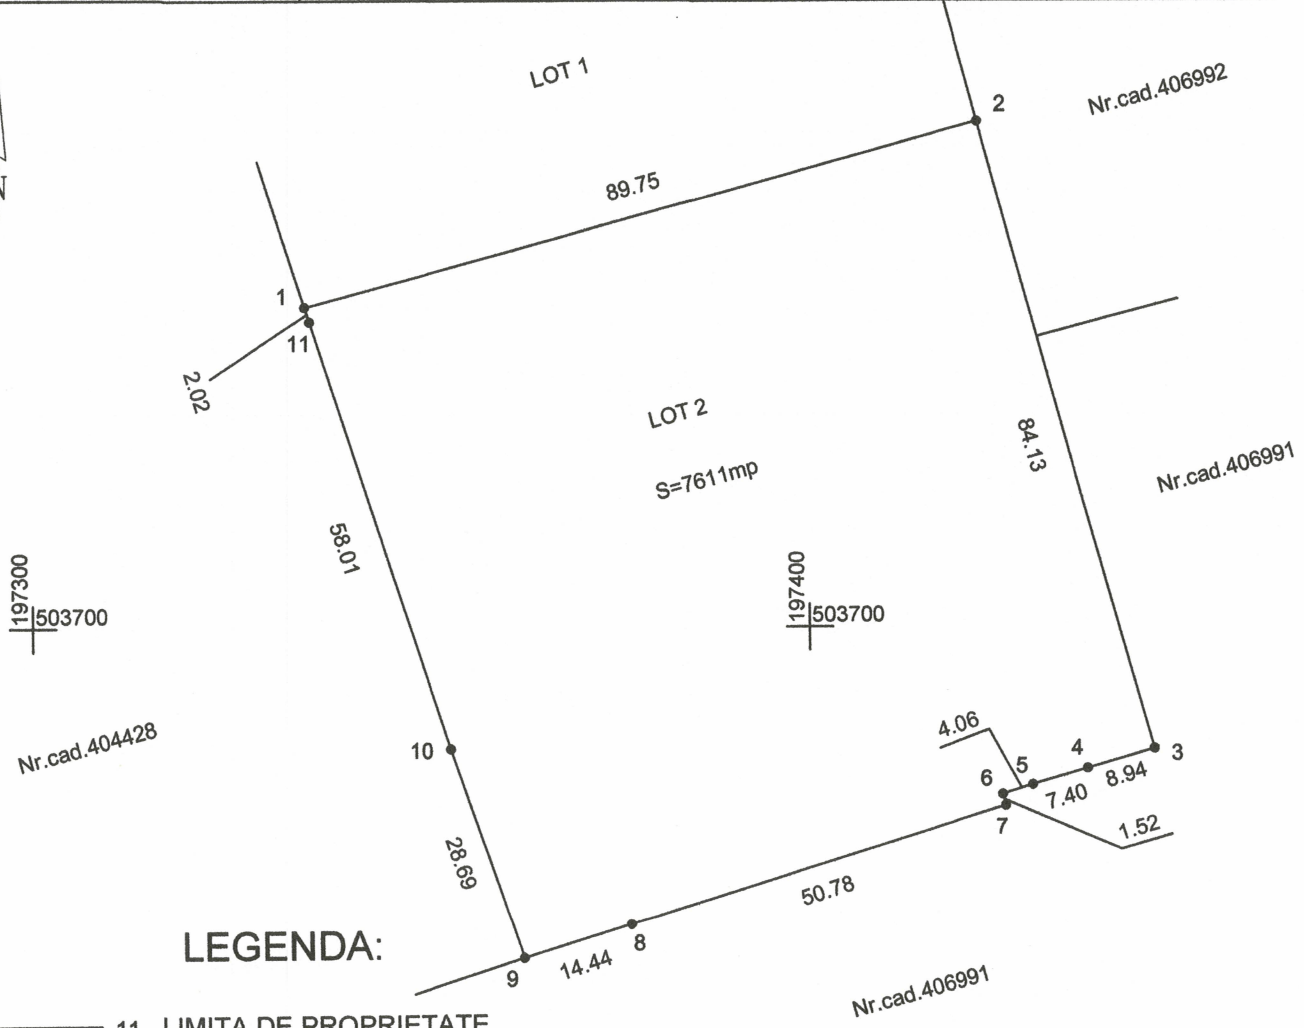 LOT 1
Nr.cad.406992
2
N
89.75
1
11
2.02
LOT 2
84.13
S=7611mp
Nr.cad.406991
58.01
197300
503700
197400
503700
Nr.cad.404428
10
4.06
6
5
4
3
7.40
8.94
7
1.52
28.69
50.78
LEGENDA:
9
14.44
8
Nr.cad.406991
11 LIMITA DE PROPRIETATE